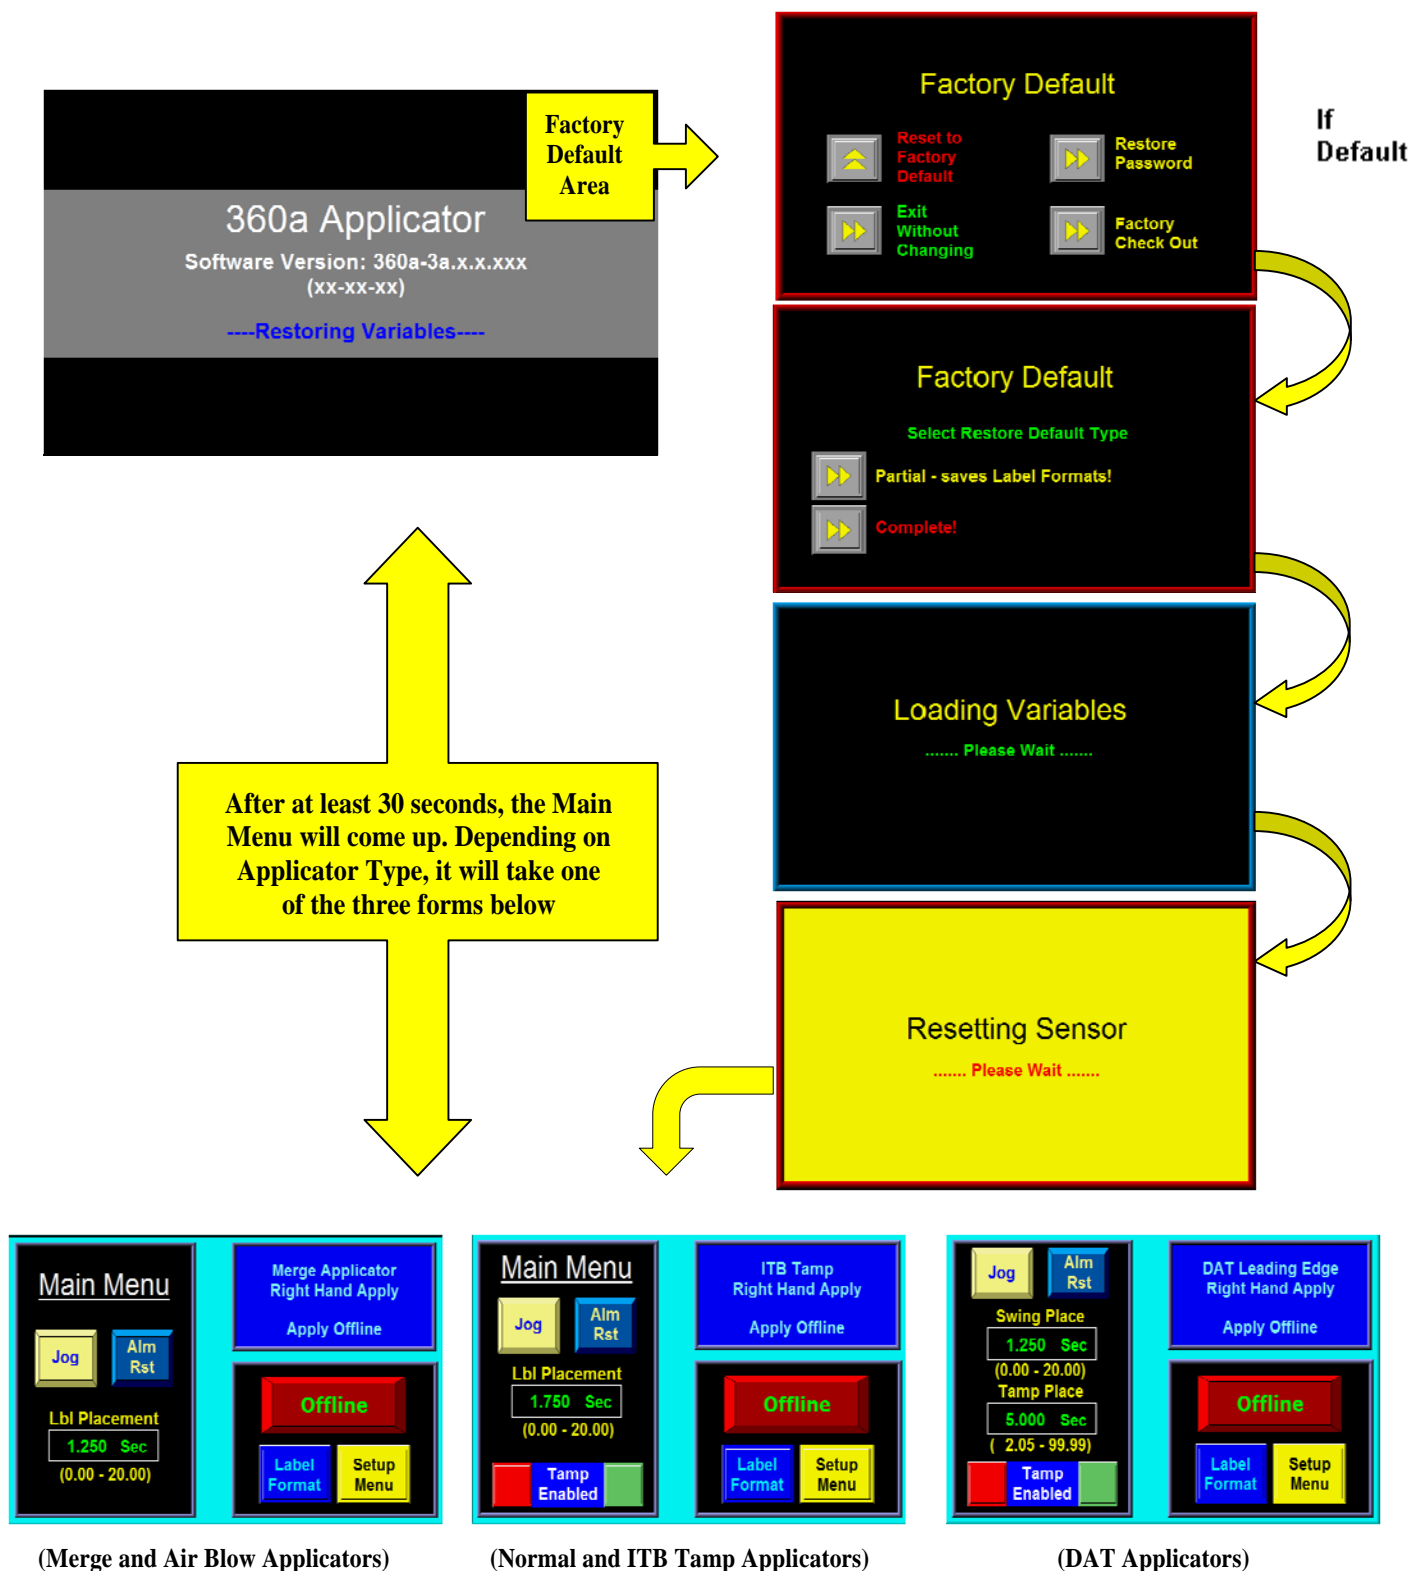 Factory
Default
Area
360a Applicator
Software Version: 360a-3a.x.x.xxx
(xx-xx-xx)
----Restoring Variables----
Factory Default
Reset to
Factory
Default
Restore
Password
Exit
Without
Changing
Factory
Check Out
If
Default
Factory Default
Select Restore Default Type
Partial - saves Label Formats!
Complete!
Loading Variables
....... Please Wait .......
Resetting Sensor
....... Please Wait .......
After at least 30 seconds, the Main
Menu will come up. Depending on
Applicator Type, it will take one
of the three forms below
Main Menu
Jog
Alm
Rst
Lbl Placement
1.250 Sec
(0.00 - 20.00)
Merge Applicator
Right Hand Apply
Apply Offline
Offline
Label
Format
Setup
Menu
(Merge and Air Blow Applicators)
Main Menu
Jog
Alm
Rst
Lbl Placement
1.750 Sec
(0.00 - 20.00)
Tamp
Enabled
ITB Tamp
Right Hand Apply
Apply Offline
Offline
Label
Format
Setup
Menu
(Normal and ITB Tamp Applicators)
Jog
Alm
Rst
Swing Place
1.250 Sec
(0.00 - 20.00)
Tamp Place
5.000 Sec
( 2.05 - 99.99)
Tamp
Enabled
DAT Leading Edge
Right Hand Apply
Apply Offline
Offline
Label
Format
Setup
Menu
(DAT Applicators)